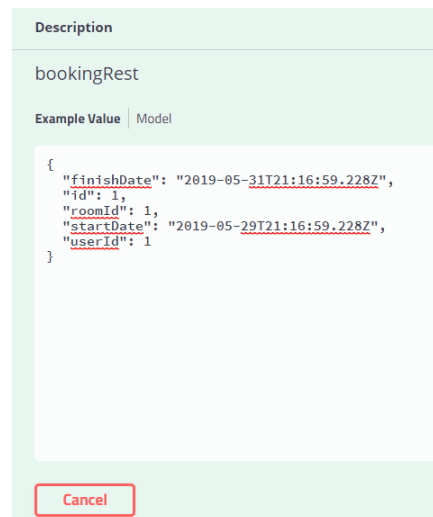 Description
bookingRest
Example Value Model
{
  "finishDate": "2019-05-31T21:16:59.228Z",
  "id": 1,
  "roomId": 1,
  "startDate": "2019-05-29T21:16:59.228Z",
  "userId": 1
}
Cancel